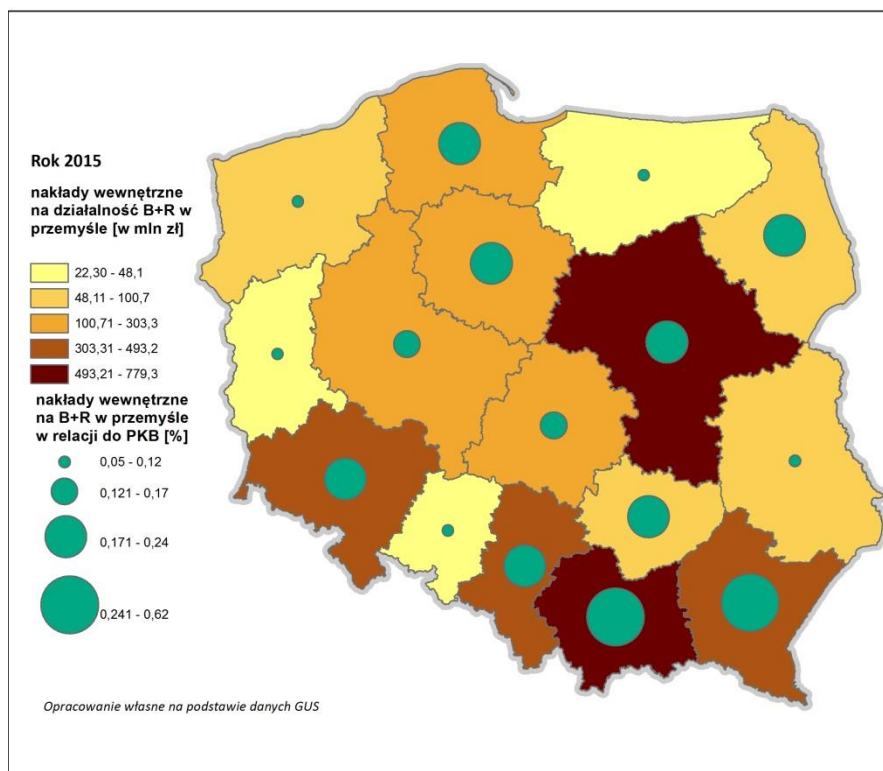 Rok 2015
nakłady wewnętrzne
na działalność B+R w
przemyśle [w mln zł]
22,30 - 48,1
48,11 - 100,7
100,71 - 303,3
303,31 - 493,2
493,21 - 779,3
nakłady wewnętrzne
na B+R w przemyśle
w relacji do PKB [%]
0,05 - 0,12
0,121 - 0,17
0,171 - 0,24
0,241 - 0,62
Opracowanie własne na podstawie danych GUS